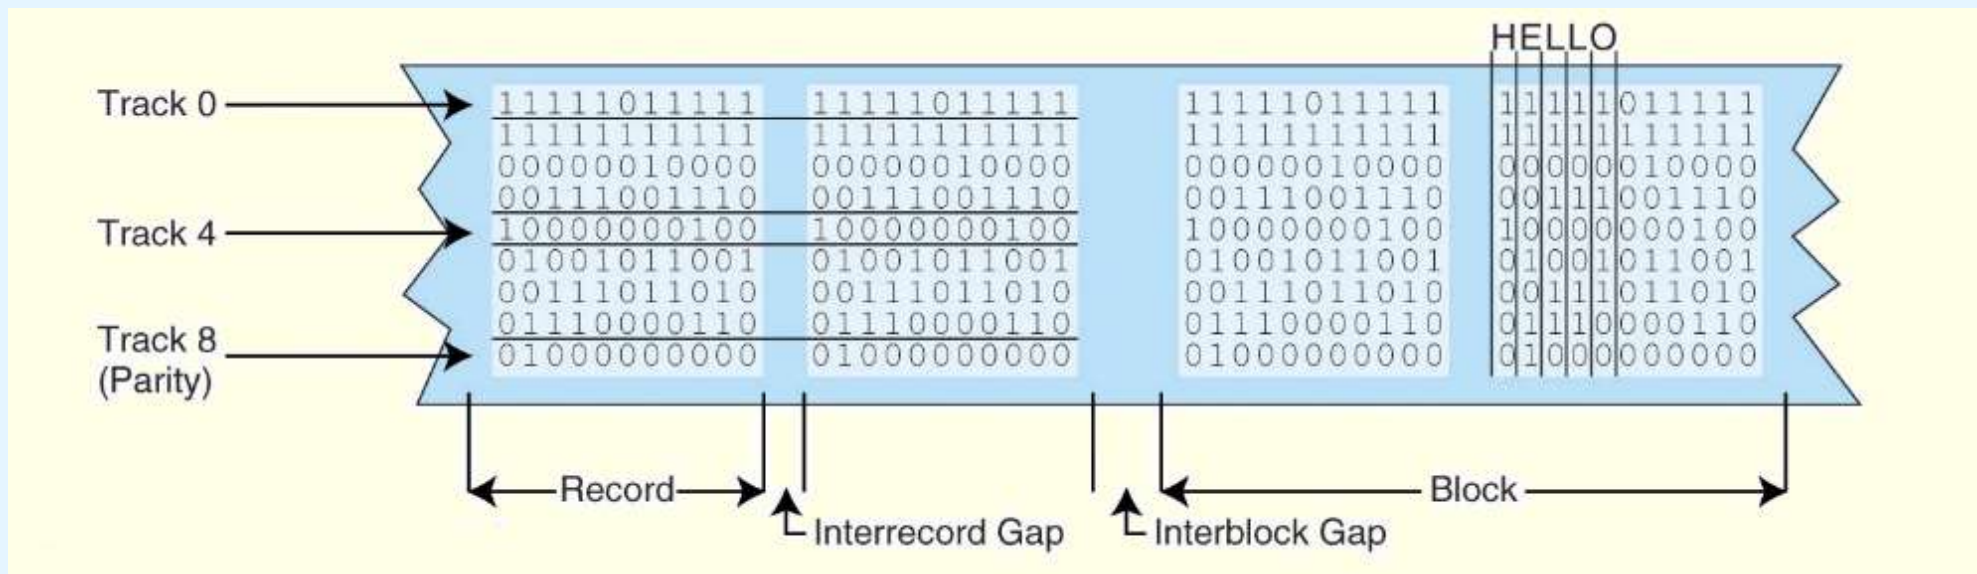 HELLO
Track 0
11111011111 11111011111 11111011111 11111011111
11111111111 11111111111 11111111111 11111111111
00000010000 00000010000 00000010000 00000010000
00111001110 00111001110 00111001110 00111001110
Track 4
10000000100 10000000100 10000000100 10000000100
01001011001 01001011001 01001011001 01001011001
00111011010 00111011010 00111011010 00111011010
01110000110 01110000110 01110000110 01110000110
Track 8
(Parity)
01000000000 01000000000 01000000000 01000000000
Record
Block
Interrecord Gap
Interblock Gap